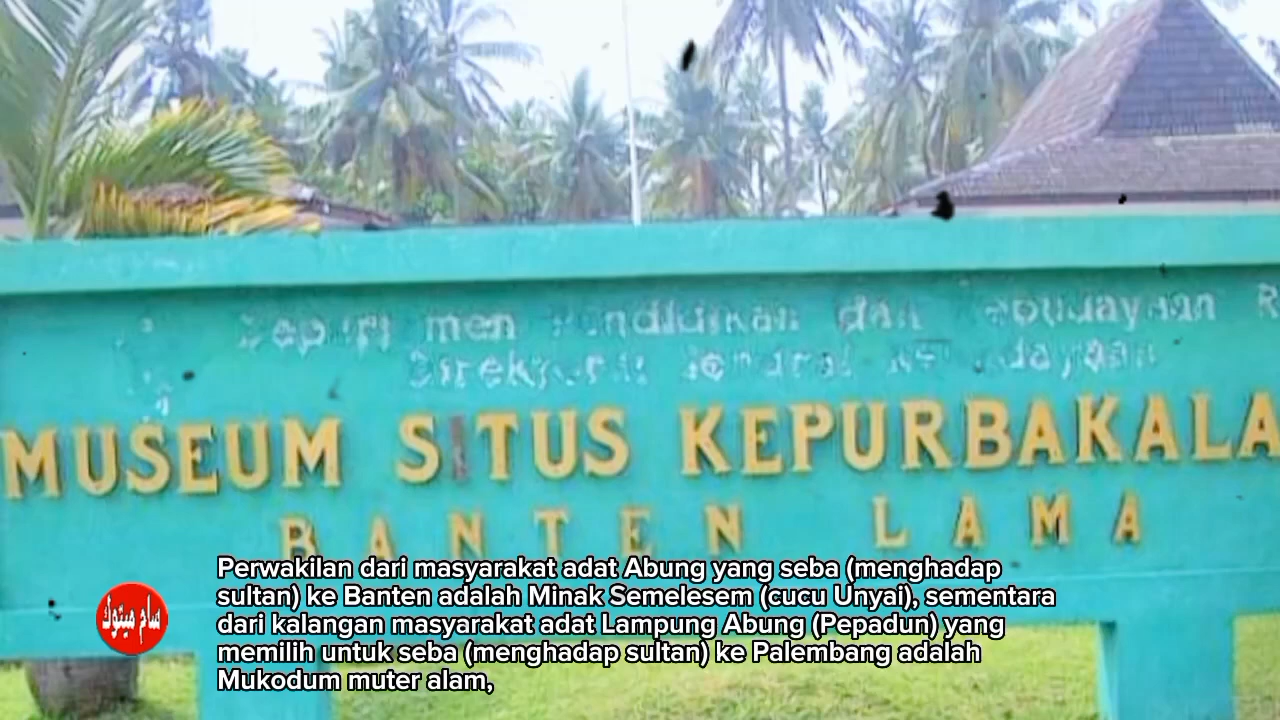 men dan
MUSEUM SITUS KEPURBAKALA
BANTEN LAMA
Perwakilan dari masyarakat adat Abung yang seba (menghadap
sultan) ke Banten adalah Minak Semelesem (cucu Unyai), sementara
dari kalangan masyarakat adat Lampung Abung (Pepadun) yang
memilih untuk seba (menghadap sultan) ke Palembang adalah
Mukodum muter alam,